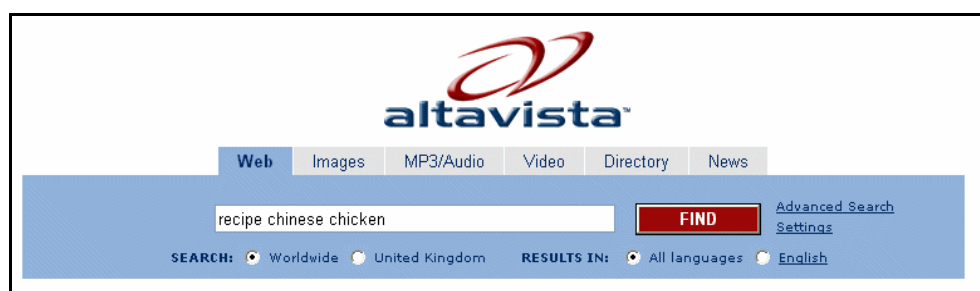 altavista™
Web Images MP3/Audio Video Directory News
recipe chinese chicken FIND Advanced Search
Settings
SEARCH: Worldwide United Kingdom RESULTS IN: All languages English